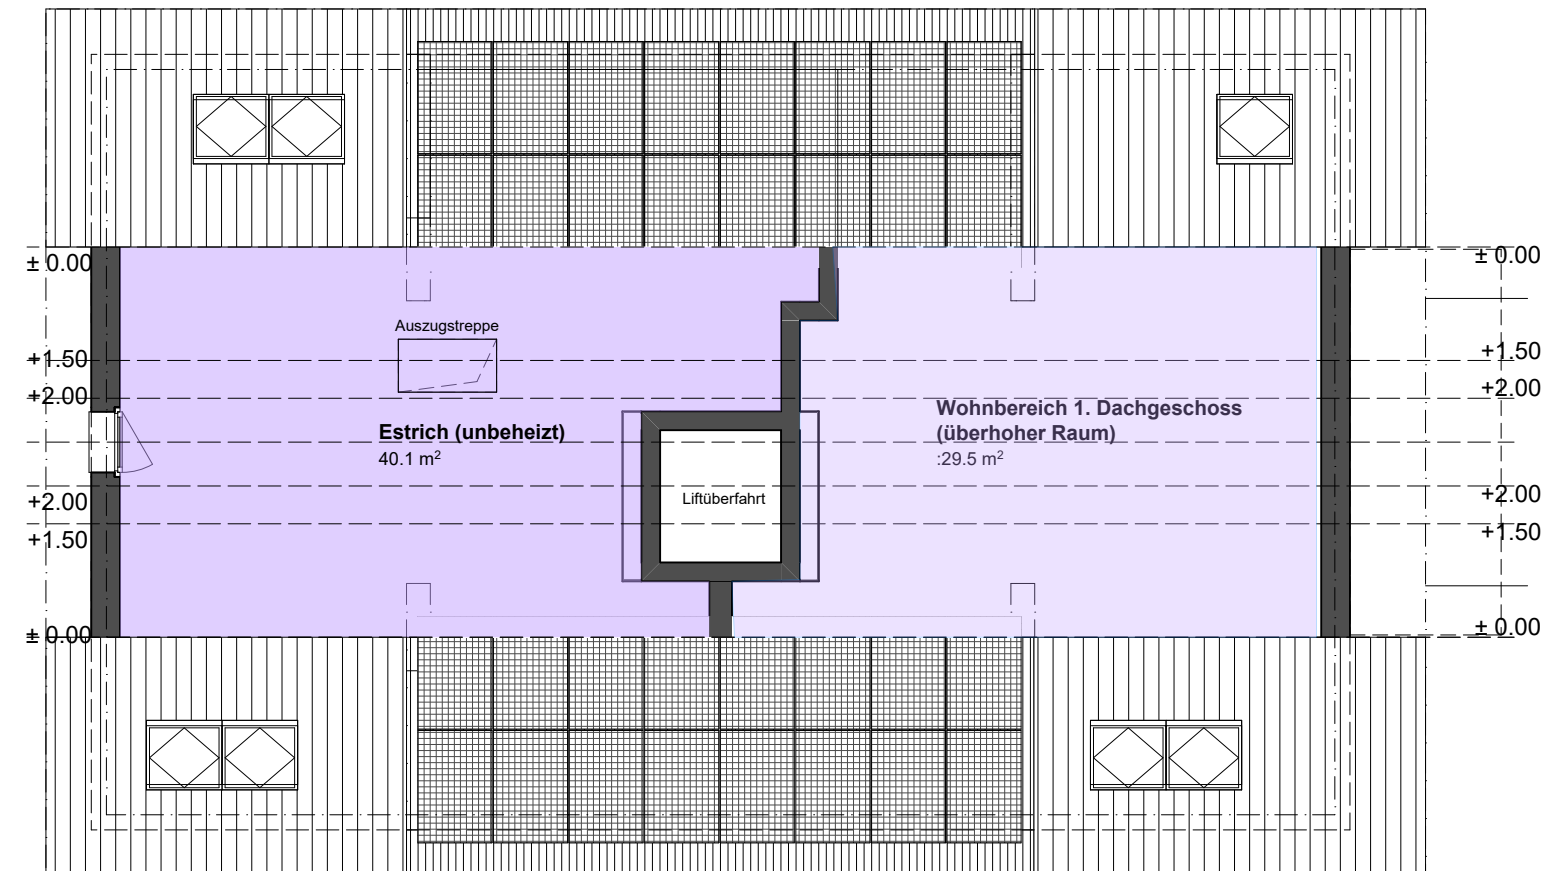 ± 0.00
± 0.00
Auszugstreppe
+1.50
+1.50
+2.00
+2.00
Estrich (unbeheizt)
40.1 m²
Wohnbereich 1. Dachgeschoss
(überhoher Raum)
:29.5 m²
Liftüberfahrt
+2.00
+2.00
+1.50
+1.50
± 0.00
± 0.00